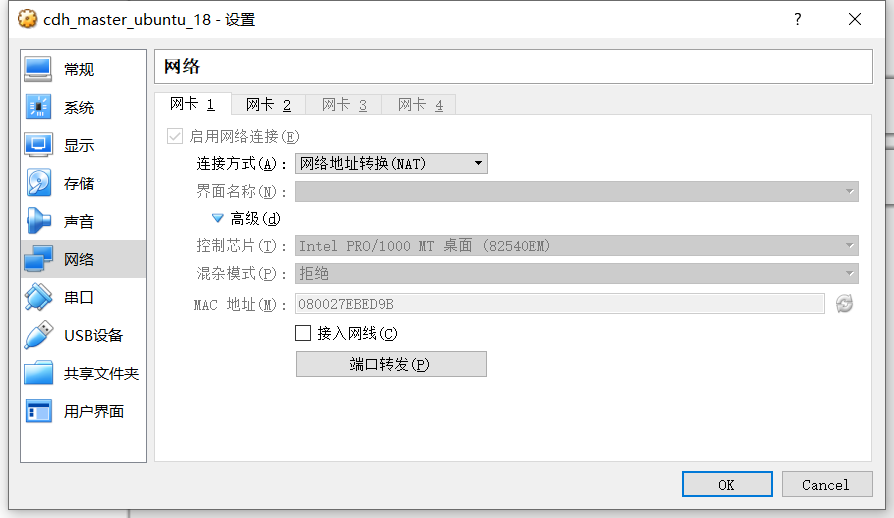 cdh_master_ubuntu_18 - 设置
?
常规
系统
显示
存储
声音
网络
串口
USB设备
共享文件夹
用户界面
网络
网卡 1 网卡 2 网卡 3 网卡 4
启用网络连接(E)
连接方式(A): 网络地址转换(NAT)
界面名称(N):
高级(d)
控制芯片(T): Intel PRO/1000 MT 桌面 (82540EM)
混杂模式(P): 拒绝
MAC 地址(M): 080027EBED9B
接入网线(C)
端口转发(P)
OK Cancel